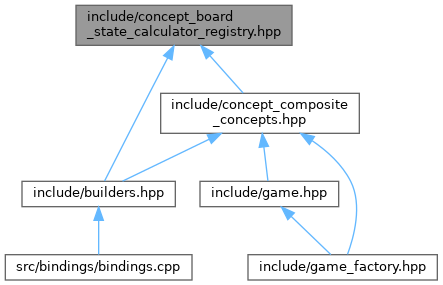 include/concept_board
_state_calculator_registry.hpp
include/concept_composite
_concepts.hpp
include/builders.hpp
include/game.hpp
src/bindings/bindings.cpp
include/game_factory.hpp